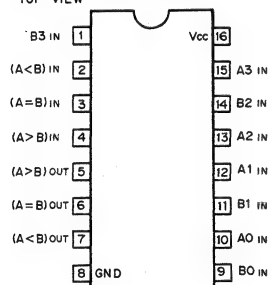 TOP VIEW
B3 IN 1
Vcc 16
(A<B) IN 2
15 A3 IN
(A=B) IN 3
14 B2 IN
(A>B) IN 4
13 A2 IN
(A>B) OUT 5
12 A1 IN
(A=B) OUT 6
11 B1 IN
(A<B) OUT 7
10 A0 IN
8 GND
9 B0 IN